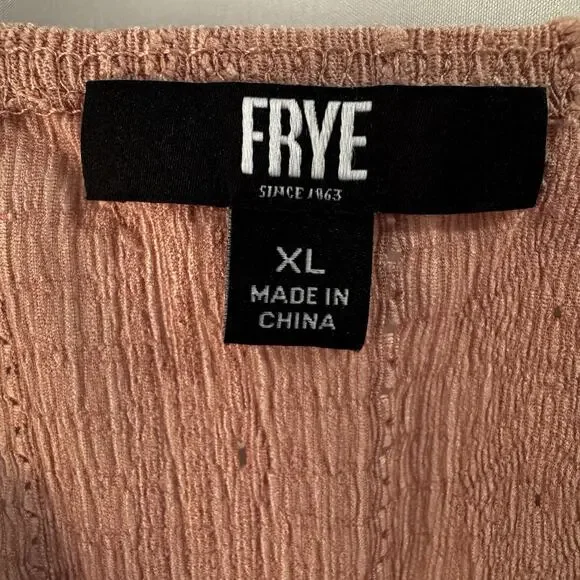 FRYE
SINCE 1863
XL
MADE IN
CHINA